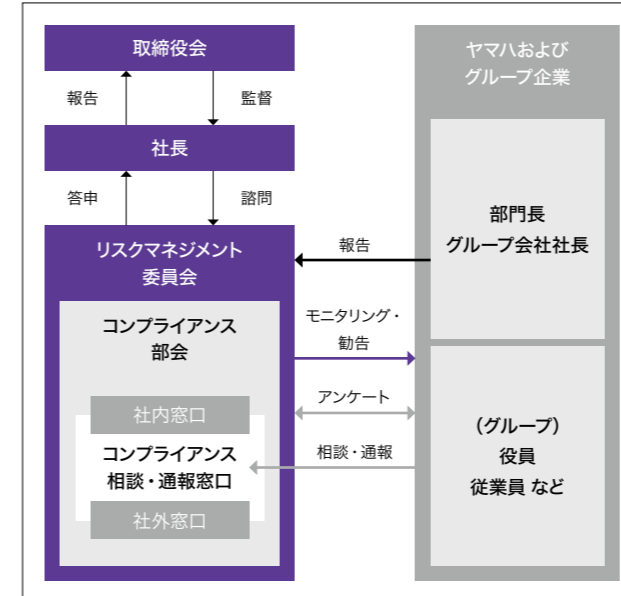 取締役会
報告
監督
社長
答申
諮問
リスクマネジメント
委員会
コンプライアンス
部会
社内窓口
コンプライアンス
相談・通報窓口
社外窓口
報告
モニタリング・
勧告
アンケート
相談・通報
ヤマハおよび
グループ企業
部門長
グループ会社社長
（グループ）
役員
従業員 など